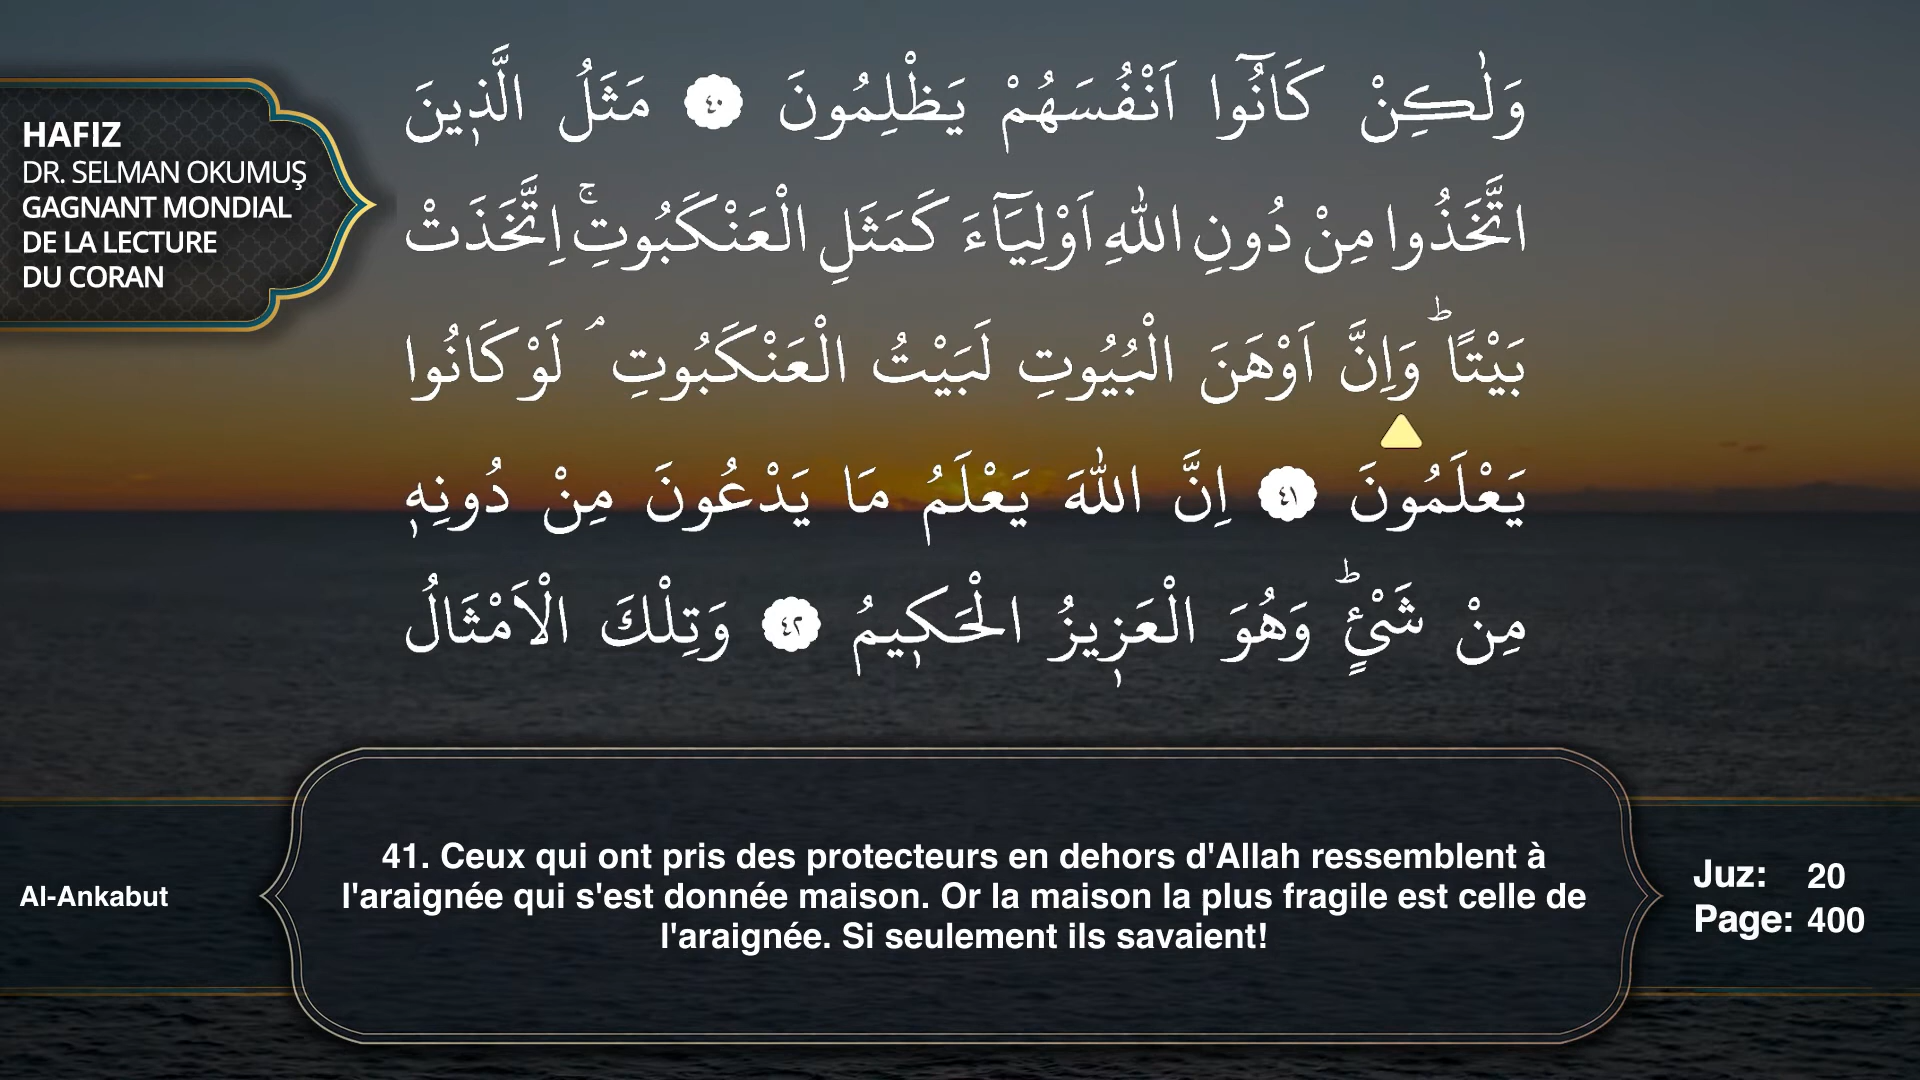 HAFIZ
DR. SELMAN OKUMUŞ
GAGNANT MONDIAL
DE LA LECTURE
DU CORAN
وَلٰكِنْ كَانُٓوا اَنْفُسَهُمْ يَظْلِمُونَ ٤٠ مَثَلُ الَّذٖينَ
اتَّخَذُوا مِنْ دُونِ اللّٰهِ اَوْلِيَٓاءَ كَمَثَلِ الْعَنْكَبُوتِۚ اِتَّخَذَتْ
بَيْتًاؕ وَاِنَّ اَوْهَنَ الْبُيُوتِ لَبَيْتُ الْعَنْكَبُوتِۢ لَوْ كَانُوا
يَعْلَمُونَ ٤١ اِنَّ اللّٰهَ يَعْلَمُ مَا يَدْعُونَ مِنْ دُونِهٖ
مِنْ شَيْءٍؕ وَهُوَ الْعَزٖيزُ الْحَكٖيمُ ٤٢ وَتِلْكَ الْاَمْثَالُ
41. Ceux qui ont pris des protecteurs en dehors d'Allah ressemblent à
l'araignée qui s'est donnée maison. Or la maison la plus fragile est celle de
l'araignée. Si seulement ils savaient!
Al-Ankabut
Juz: 20
Page: 400